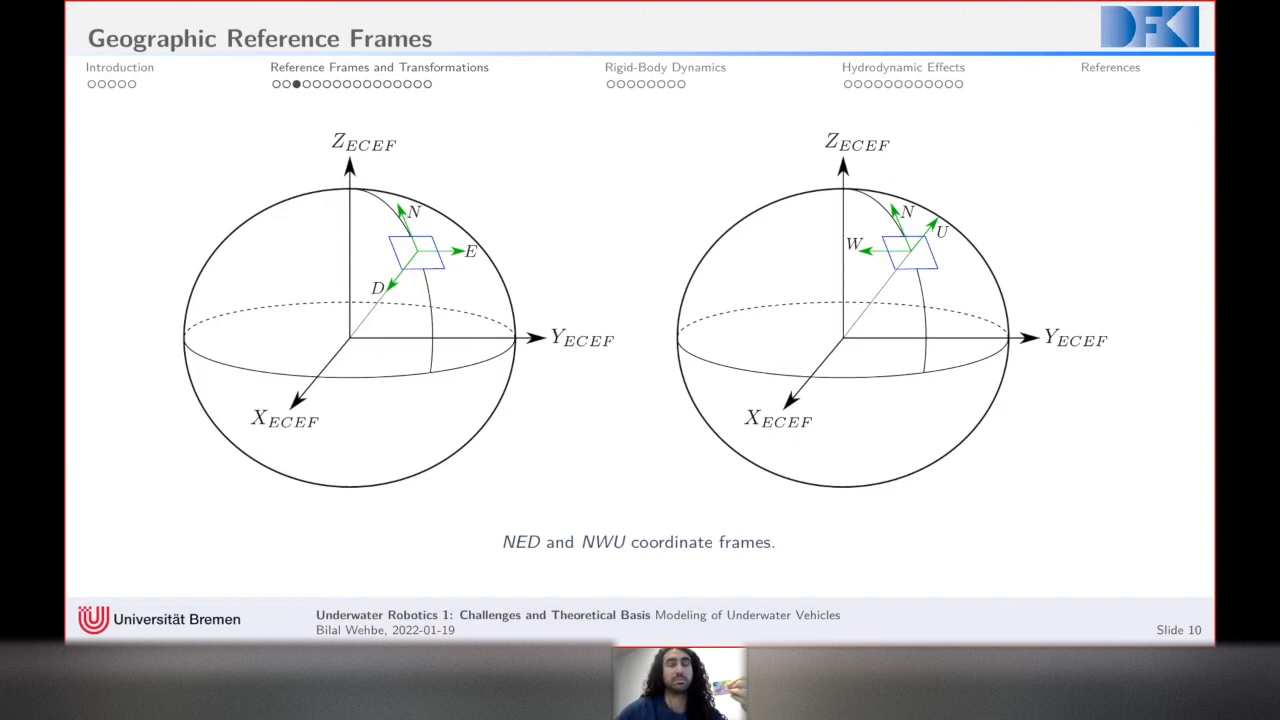 Geographic Reference Frames
DFKI
Introduction
Reference Frames and Transformations
Rigid-Body Dynamics
Hydrodynamic Effects
References
Z_ECEF
N
E
D
Y_ECEF
X_ECEF
Z_ECEF
N
U
W
Y_ECEF
X_ECEF
NED and NWU coordinate frames.
Universität Bremen
Underwater Robotics 1: Challenges and Theoretical Basis Modeling of Underwater Vehicles
Bilal Wehbe, 2022-01-19
Slide 10